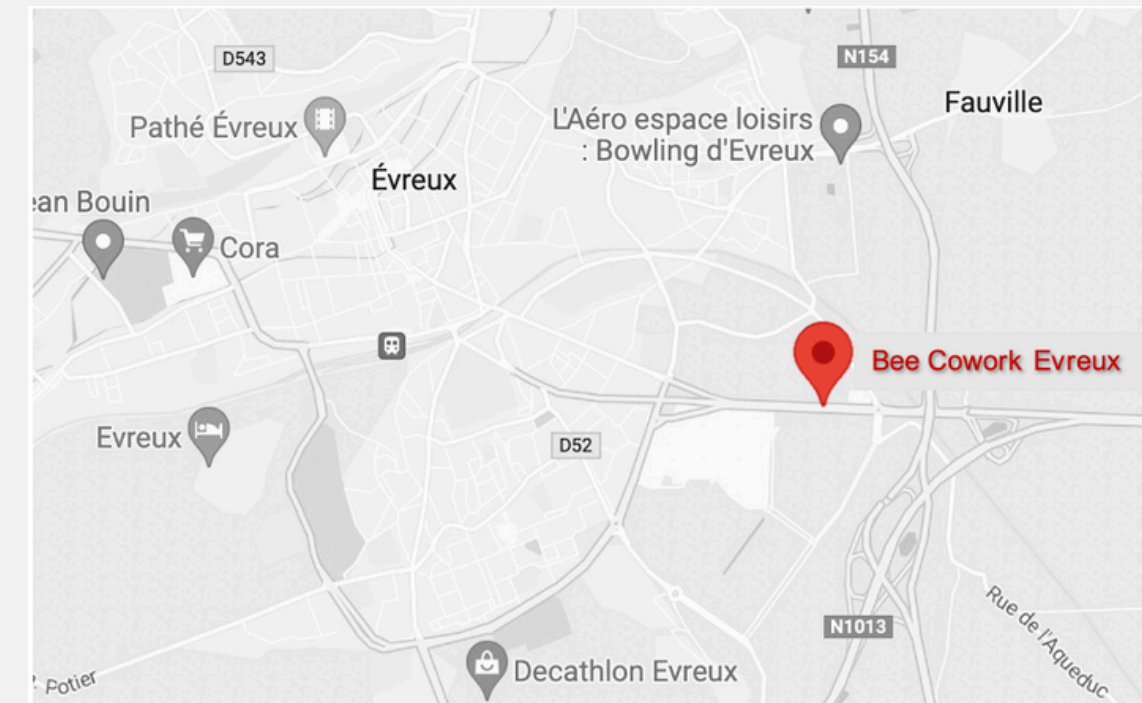 D543
N154
Fauville
Pathé Évreux
L'Aéro espace loisirs
: Bowling d'Evreux
Évreux
ean Bouin
Cora
Bee Cowork Evreux
Evreux
D52
Rue de l'Aqueduc
N1013
Decathlon Evreux
Potier